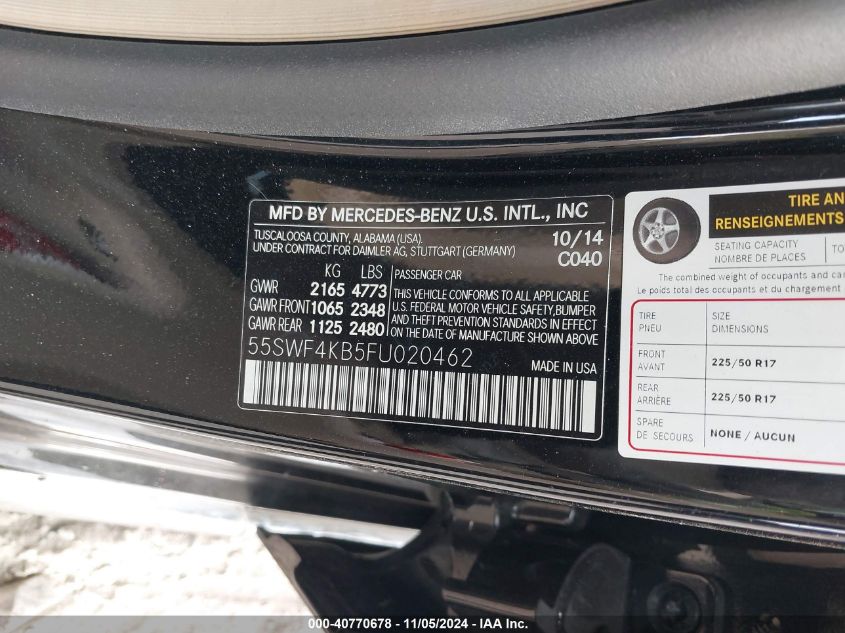 MFD BY MERCEDES-BENZ U.S. INTL., INC
TUSCALOOSA COUNTY, ALABAMA (USA). 10/14
UNDER CONTRACT FOR DAIMLER AG, STUTTGART (GERMANY) C040
KG LBS PASSENGER CAR
GVWR 2165 4773
GAWR FRONT 1065 2348
GAWR REAR 1125 2480
THIS VEHICLE CONFORMS TO ALL APPLICABLE
U.S. FEDERAL MOTOR VEHICLE SAFETY, BUMPER,
AND THEFT PREVENTION STANDARDS IN EFFECT
ON THE DATE OF MANUFACTURE SHOWN ABOVE
55SWF4KB5FU020462 MADE IN USA
TIRE AN
RENSEIGNEMENTS
SEATING CAPACITY
NOMBRE DE PLACES
TO
The combined weight of occupants and ca
Le poids total des occupants et du charg
TIRE SIZE
PNEU DIMENSIONS
FRONT
AVANT 225/50 R17
REAR
ARRIÈRE 225/50 R17
SPARE
DE SECOURS NONE / AUCUN
000-40770678 - 11/05/2024 - IAA Inc.